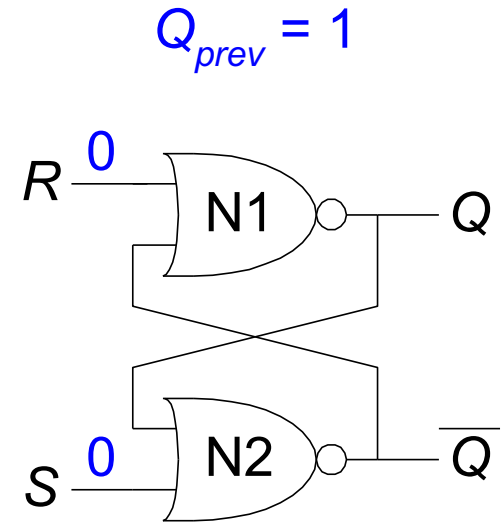 Qprev = 1
0
R N1 Q
0
S N2 Q̅